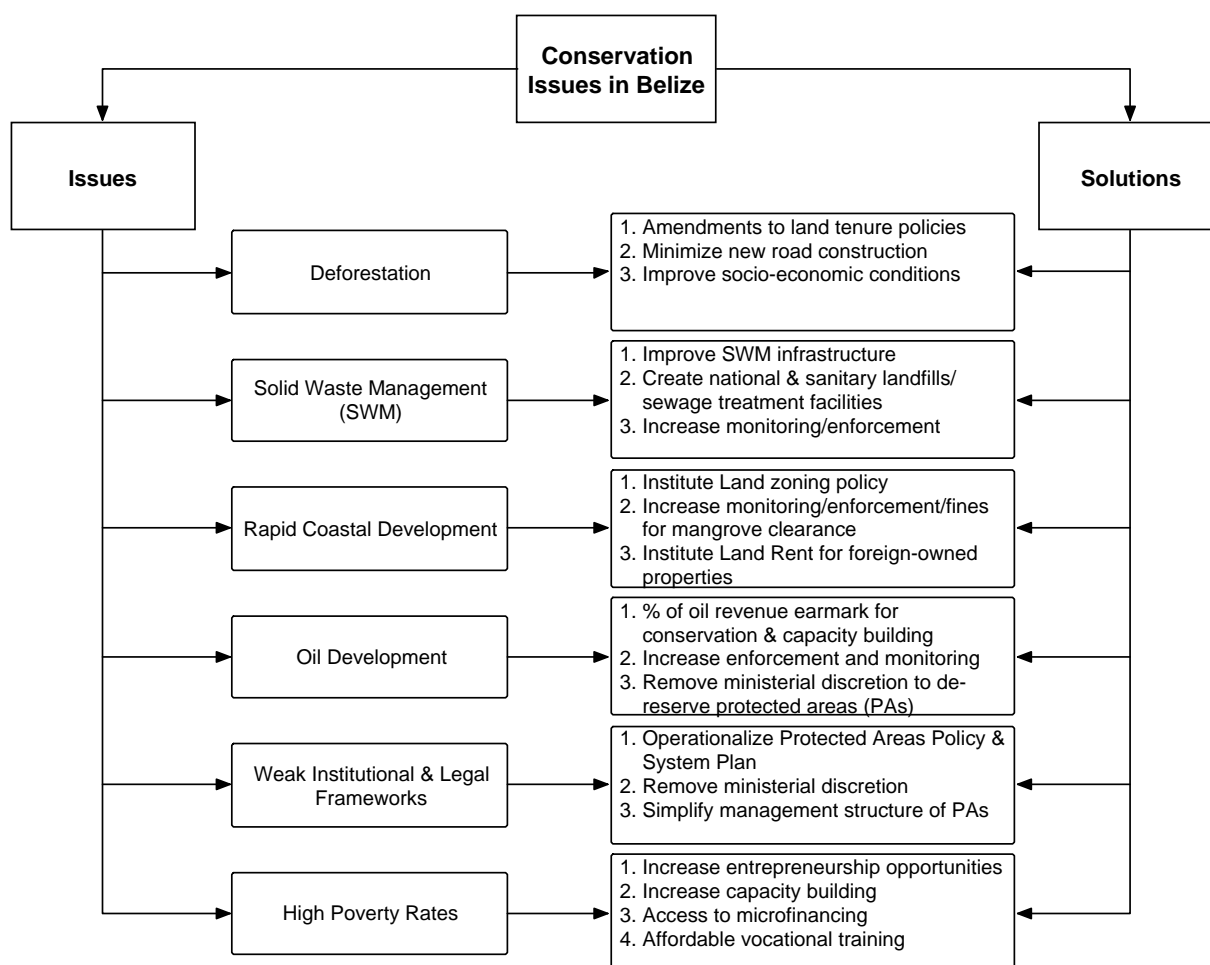 Conservation
Issues in Belize
Issues
Solutions
Deforestation
1. Amendments to land tenure policies
2. Minimize new road construction
3. Improve socio-economic conditions
Solid Waste Management
(SWM)
1. Improve SWM infrastructure
2. Create national & sanitary landfills/
sewage treatment facilities
3. Increase monitoring/enforcement
Rapid Coastal Development
1. Institute Land zoning policy
2. Increase monitoring/enforcement/fines
for mangrove clearance
3. Institute Land Rent for foreign-owned
properties
Oil Development
1. % of oil revenue earmark for
conservation & capacity building
2. Increase enforcement and monitoring
3. Remove ministerial discretion to de-
reserve protected areas (PAs)
Weak Institutional & Legal
Frameworks
1. Operationalize Protected Areas Policy &
System Plan
2. Remove ministerial discretion
3. Simplify management structure of PAs
High Poverty Rates
1. Increase entrepreneurship opportunities
2. Increase capacity building
3. Access to microfinancing
4. Affordable vocational training